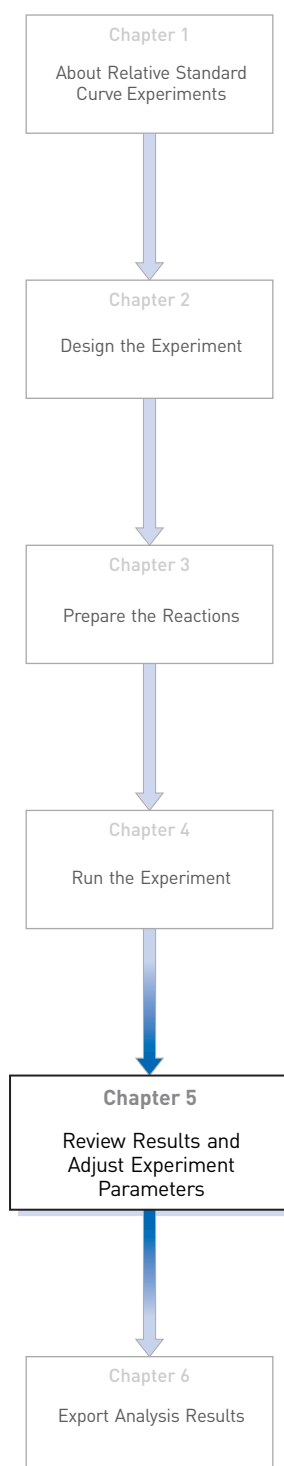 Chapter 1
About Relative Standard
Curve Experiments
Chapter 2
Design the Experiment
Chapter 3
Prepare the Reactions
Chapter 4
Run the Experiment
Chapter 5
Review Results and
Adjust Experiment
Parameters
Chapter 6
Export Analysis Results